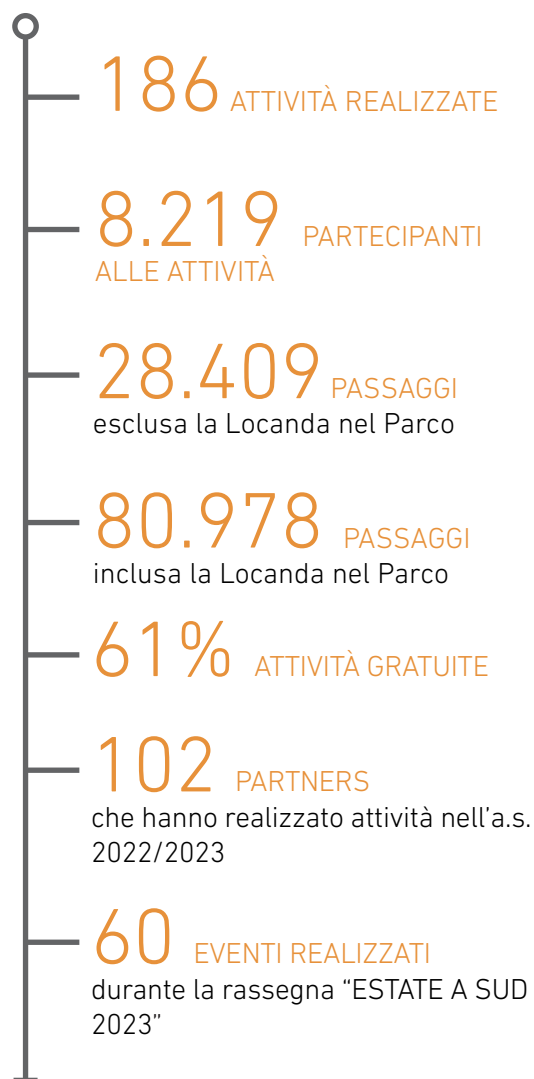 186 ATTIVITÀ REALIZZATE
8.219 PARTECIPANTI
ALLE ATTIVITÀ
28.409 PASSAGGI
esclusa la Locanda nel Parco
80.978 PASSAGGI
inclusa la Locanda nel Parco
61% ATTIVITÀ GRATUITE
102 PARTNERS
che hanno realizzato attività nell’a.s.
2022/2023
60 EVENTI REALIZZATI
durante la rassegna “ESTATE A SUD
2023”